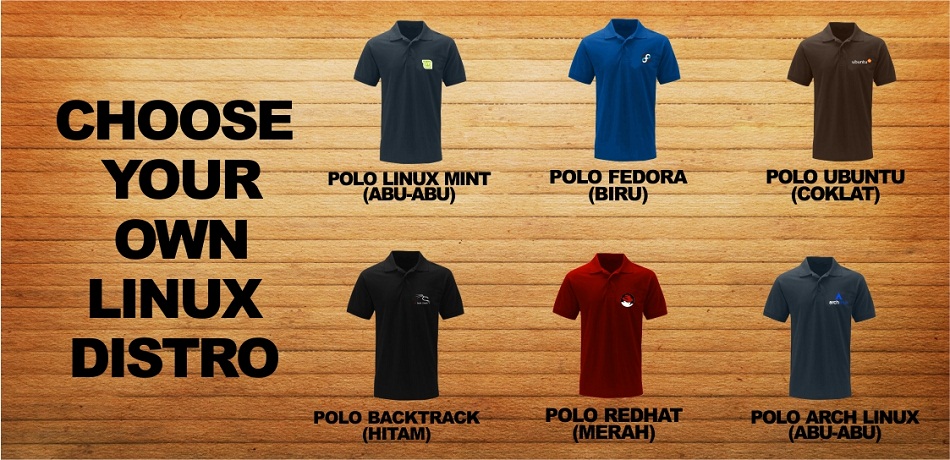 CHOOSE
YOUR
OWN
LINUX
DISTRO
POLO LINUX MINT
(ABU-ABU)
ubuntu
POLO FEDORA
(BIRU)
POLO UBUNTU
(COKLAT)
POLO BACKTRACK
(HITAM)
POLO REDHAT
(MERAH)
POLO ARCH LINUX
(ABU-ABU)